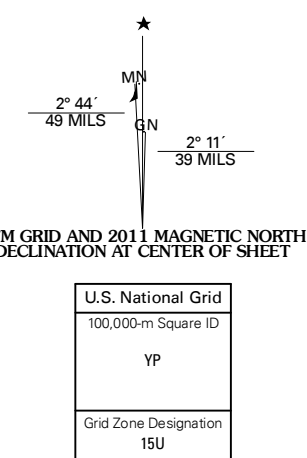 ★
MN
2° 44´
49 MILS
GN
2° 11´
39 MILS
M GRID AND 2011 MAGNETIC NORTH
DECLINATION AT CENTER OF SHEET
U.S. National Grid
100,000-m Square ID
YP
Grid Zone Designation
15U